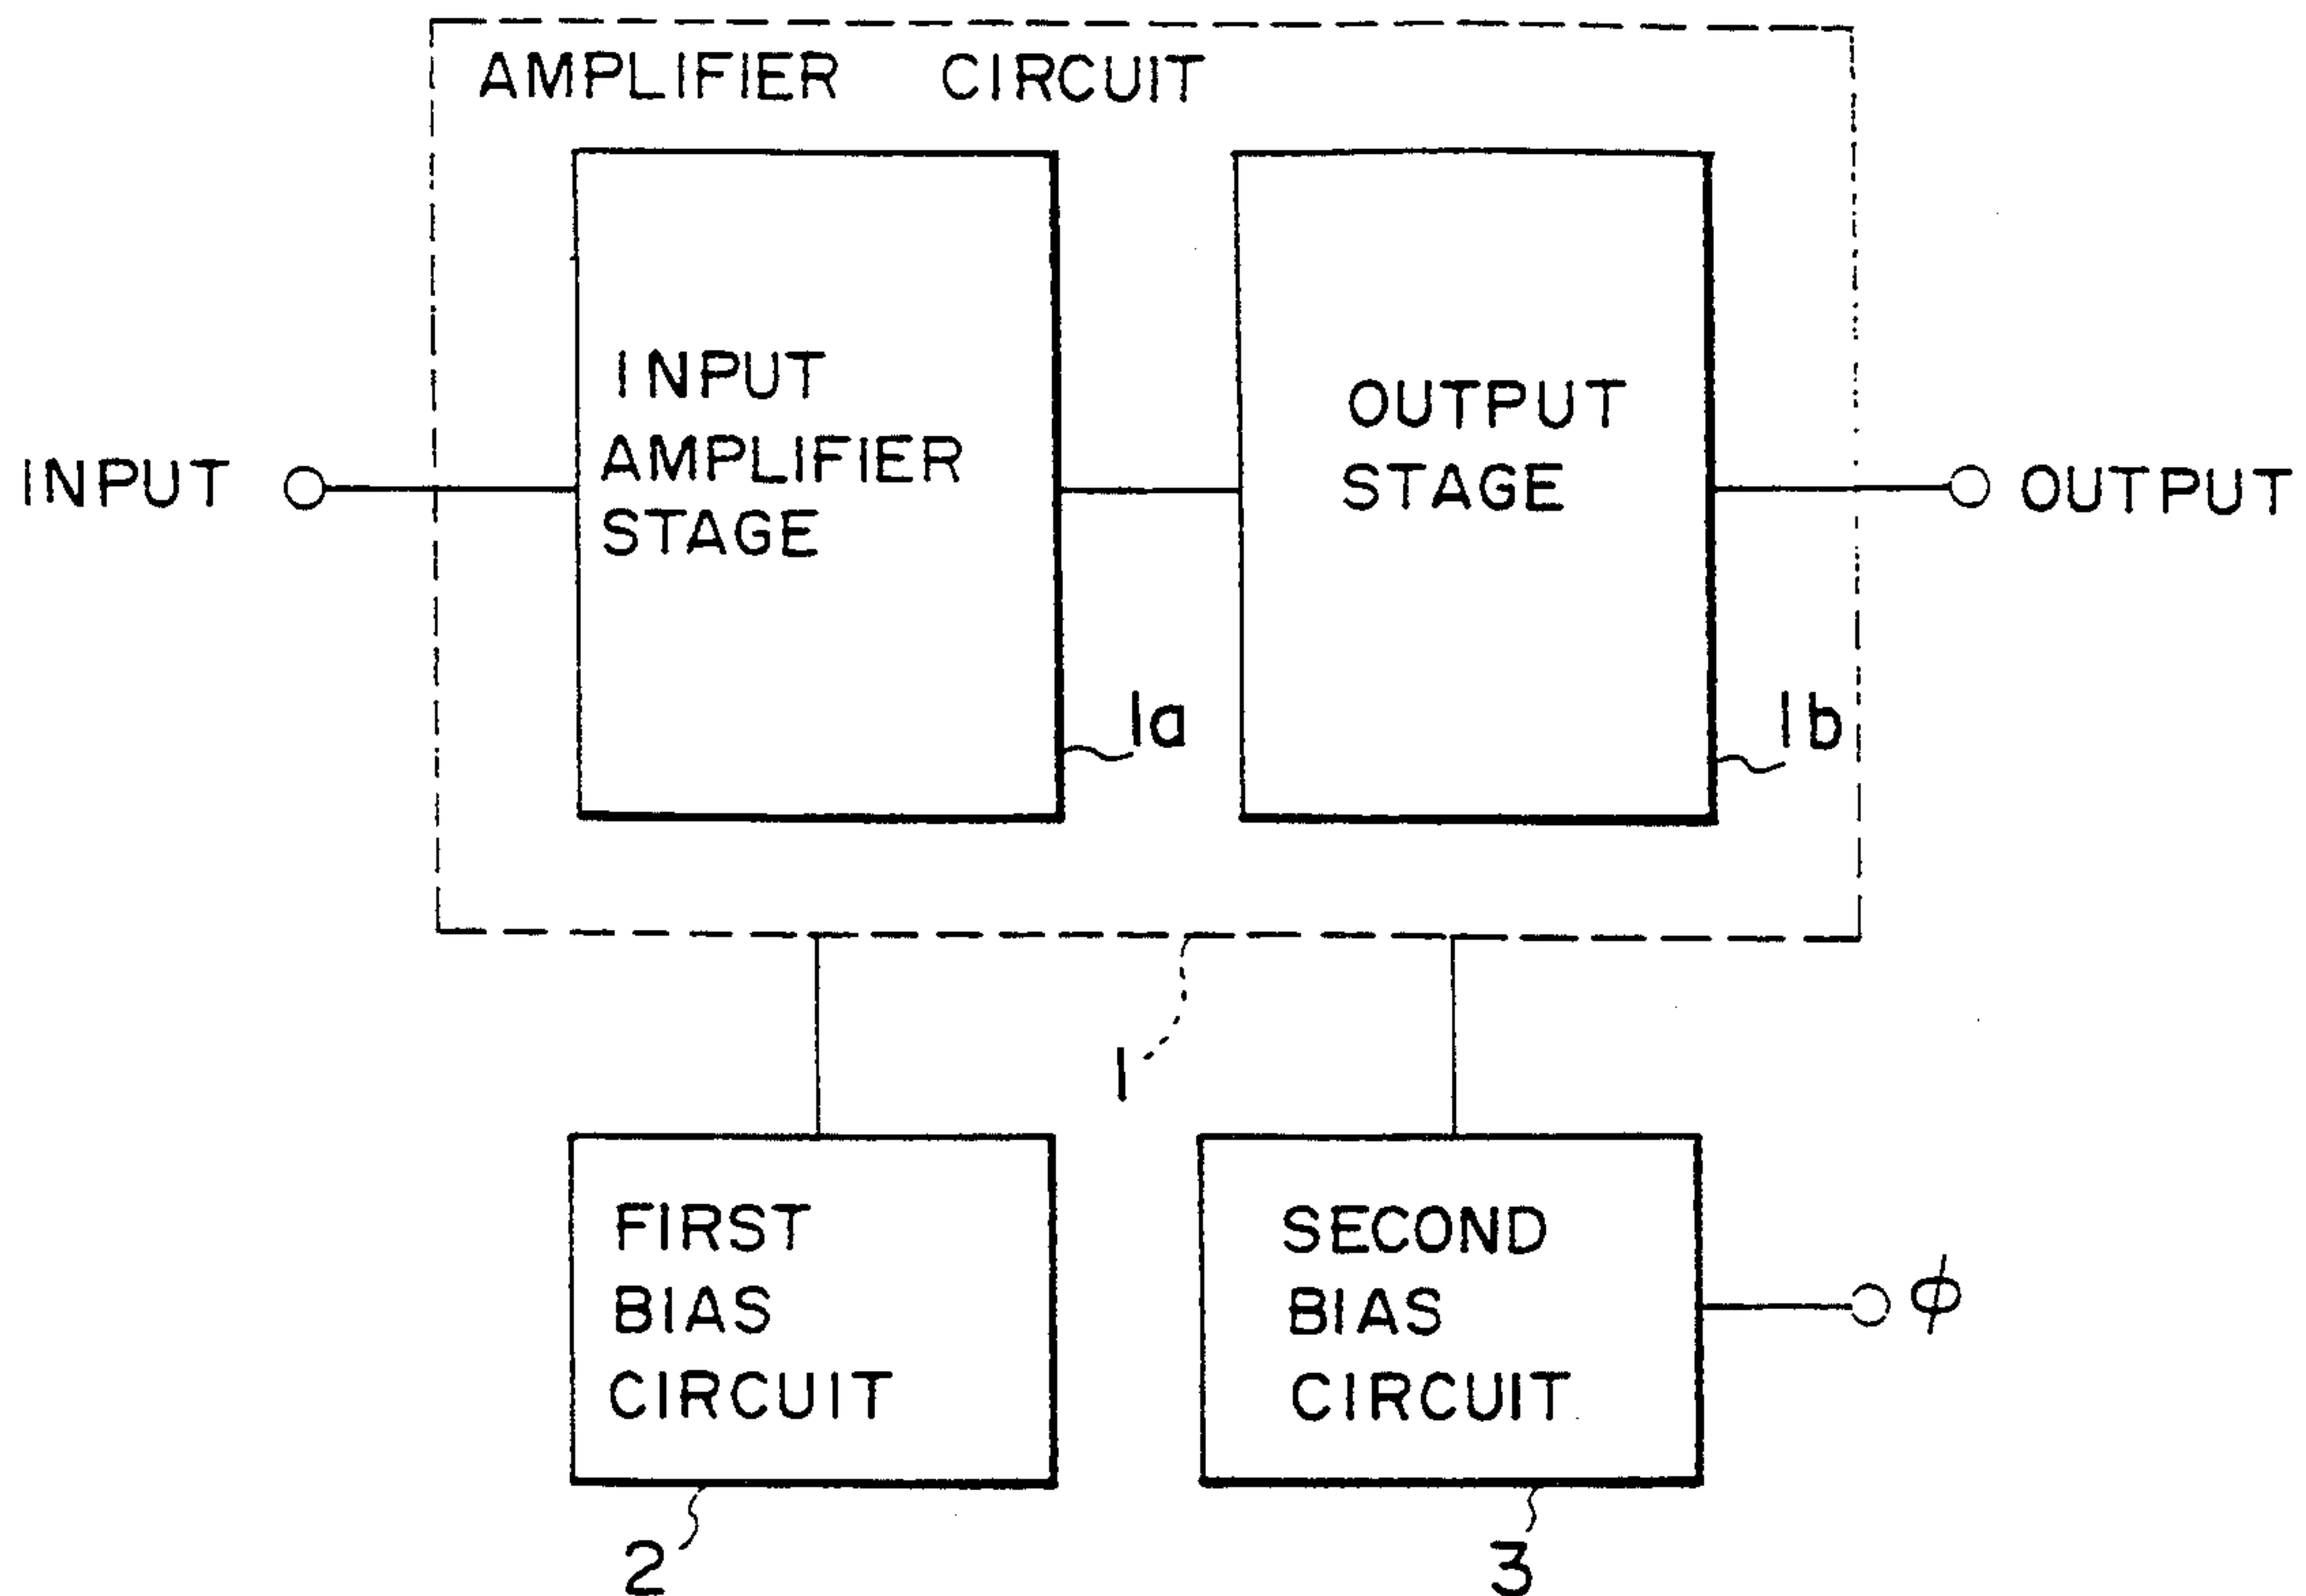 AMPLIFIER CIRCUIT
INPUT
AMPLIFIER
STAGE
OUTPUT
STAGE
INPUT
OUTPUT
1a
1b
1
FIRST
BIAS
CIRCUIT
SECOND
BIAS
CIRCUIT
ϕ
2
3